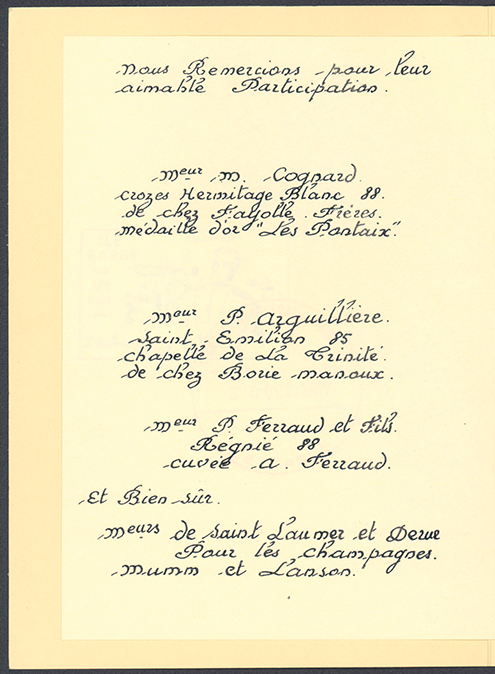 nous Remercions pour leur
aimable Participation.
meur m. Cognard.
crozes Hermitage Blanc 88.
de chez Fayolle Frères.
médaille d'or "Les Pontaix".
meur P. Arguillière.
saint Emilion 85
chapelle de La Trinité.
de chez Borie manoux.
meur P. Ferraud et Fils.
Régnié 88
cuvée a. Ferraud.
Et Bien sûr.
meurs de saint Laumer et Derue
Pour les champagnes.
mumm et Lanson.